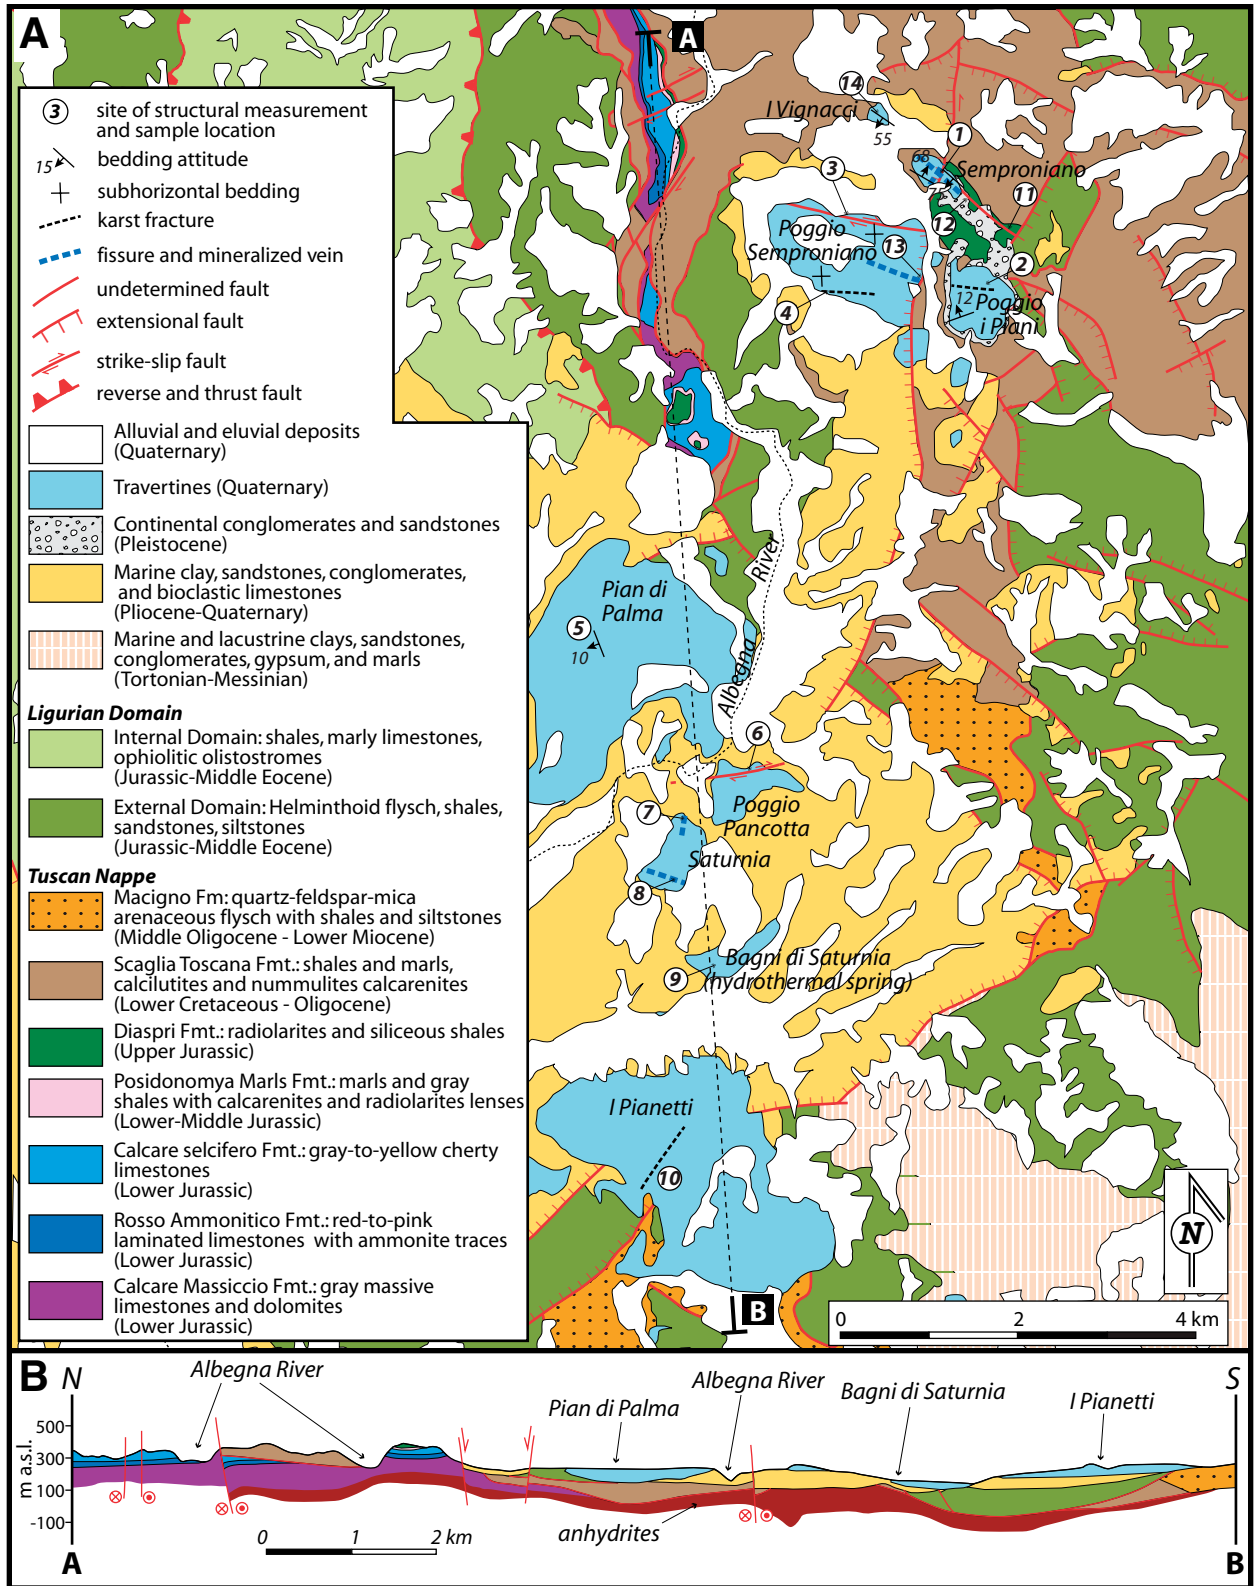 A
3 site of structural measurement
and sample location
15 bedding attitude
subhorizontal bedding
karst fracture
fissure and mineralized vein
undetermined fault
extensional fault
strike-slip fault
reverse and thrust fault
Alluvial and eluvial deposits
(Quaternary)
Travertines (Quaternary)
Continental conglomerates and sandstones
(Pleistocene)
Marine clay, sandstones, conglomerates,
and bioclastic limestones
(Pliocene-Quaternary)
Marine and lacustrine clays, sandstones,
conglomerates, gypsum, and marls
(Tortonian-Messinian)
Ligurian Domain
Internal Domain: shales, marly limestones,
ophiolitic olistostromes
(Jurassic-Middle Eocene)
External Domain: Helminthoid flysch, shales,
sandstones, siltstones
(Jurassic-Middle Eocene)
Tuscan Nappe
Macigno Fm: quartz-feldspar-mica
arenaceous flysch with shales and siltstones
(Middle Oligocene - Lower Miocene)
Scaglia Toscana Fmt.: shales and marls,
calcilutites and nummulites calcarenites
(Lower Cretaceous - Oligocene)
Diaspri Fmt.: radiolarites and siliceous shales
(Upper Jurassic)
Posidonomya Marls Fmt.: marls and gray
shales with calcarenites and radiolarites lenses
(Lower-Middle Jurassic)
Calcare selcifero Fmt.: gray-to-yellow cherty
limestones
(Lower Jurassic)
Rosso Ammonitico Fmt.: red-to-pink
laminated limestones with ammonite traces
(Lower Jurassic)
Calcare Massiccio Fmt.: gray massive
limestones and dolomites
(Lower Jurassic)
A
14
I Vignacci
55
1
68
Semproniano
3
11
Poggio
Semproniano
13
12
2
12
Poggio
i Piani
4
Pian di
Palma
5
10
Albegna
River
6
7
Poggio
Pancotta
Saturnia
8
9
Bagni di Saturnia
(hydrothermal spring)
I Pianetti
10
N
B
0 2 4 km
B
N
S
Albegna River
Pian di Palma
Albegna River
Bagni di Saturnia
I Pianetti
500
300
100
-100
m a.s.l.
anhydrites
0 1 2 km
A
B